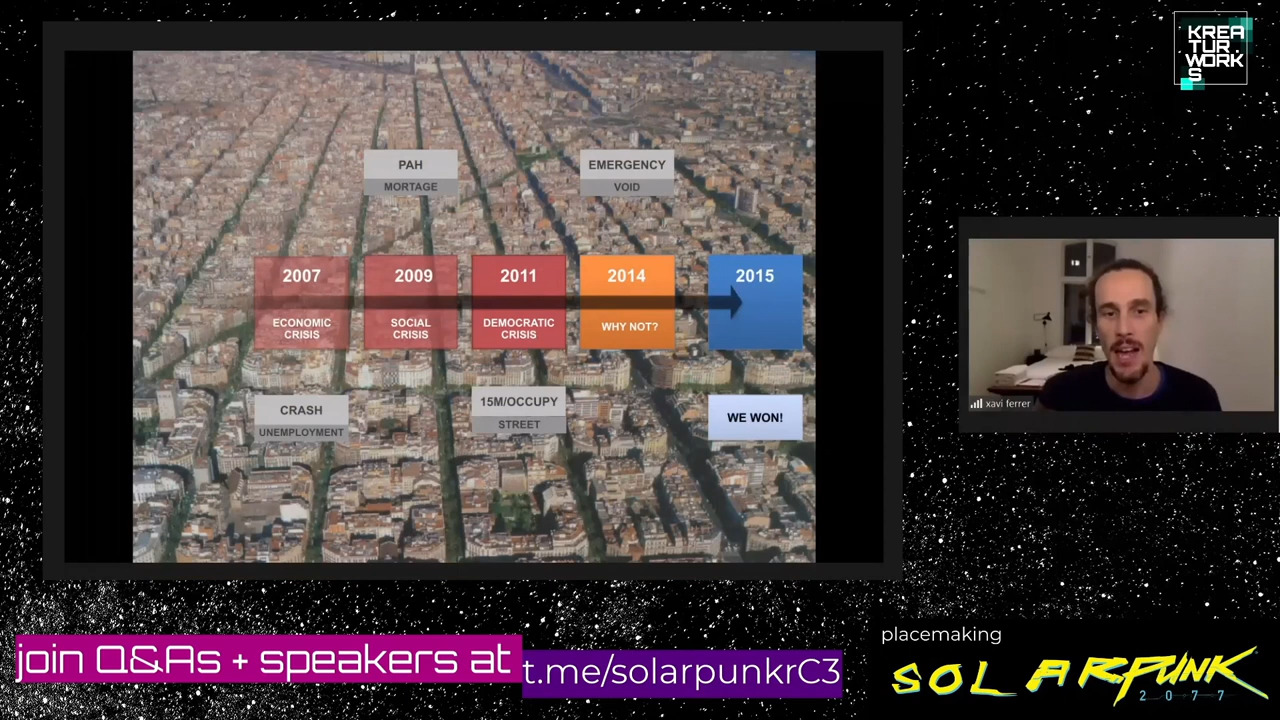 KREA
TUR.
WORK
S
PAH
MORTAGE
EMERGENCY
VOID
2007
2009
2011
2014
2015
ECONOMIC
CRISIS
SOCIAL
CRISIS
DEMOCRATIC
CRISIS
WHY NOT?
CRASH
UNEMPLOYMENT
15M/OCCUPY
STREET
WE WON!
xavi ferrer
join Q&As + speakers at
t.me/solarpunkrC3
placemaking
SOLARPUNK
2077